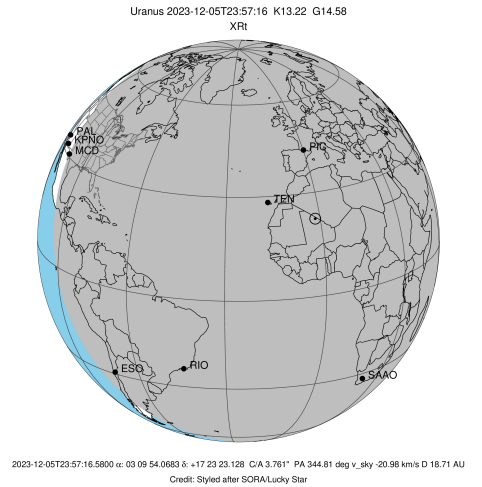 Uranus 2023-12-05T23:57:16  K13.22  G14.58
XRt
PAL
KPNO
MCD
PIC
TEN
ESO
RIO
SAAO
2023-12-05T23:57:16.5800 α: 03 09 54.0683 δ: +17 23 23.128  C/A 3.761"  PA 344.81 deg v_sky -20.98 km/s D 18.71 AU
Credit: Styled after SORA/Lucky Star